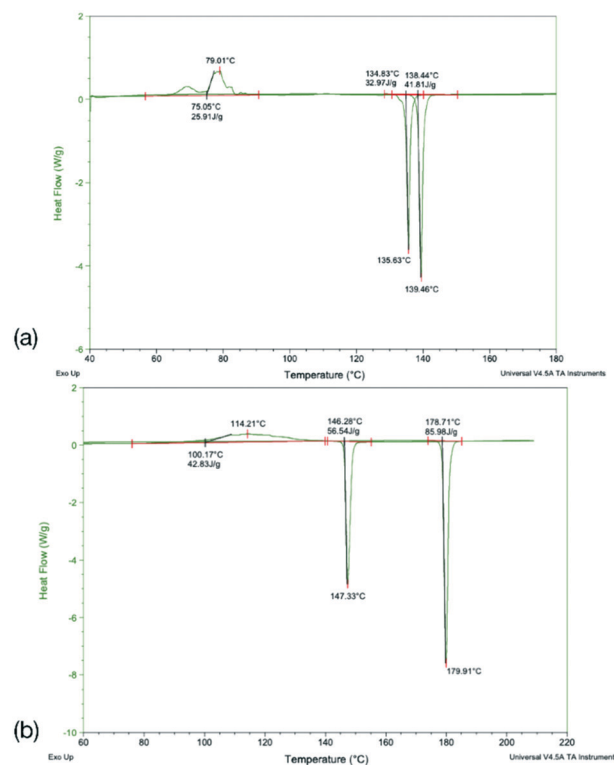 2
79.01°C
134.83°C 138.44°C
32.97J/g 41.81J/g
0
75.05°C
25.91J/g
Heat Flow (W/g)
-2
135.63°C
-4
139.46°C
(a)
-6
40 60 80 100 120 140 160 180
Exo Up Temperature (°C) Universal V4.5A TA Instruments
2
114.21°C 146.28°C 178.71°C
56.54J/g 85.98J/g
0
100.17°C
42.83J/g
-2
Heat Flow (W/g)
-4
147.33°C
-6
-8
179.91°C
(b)
-10
60 80 100 120 140 160 180 200 220
Exo Up Temperature (°C) Universal V4.5A TA Instrument